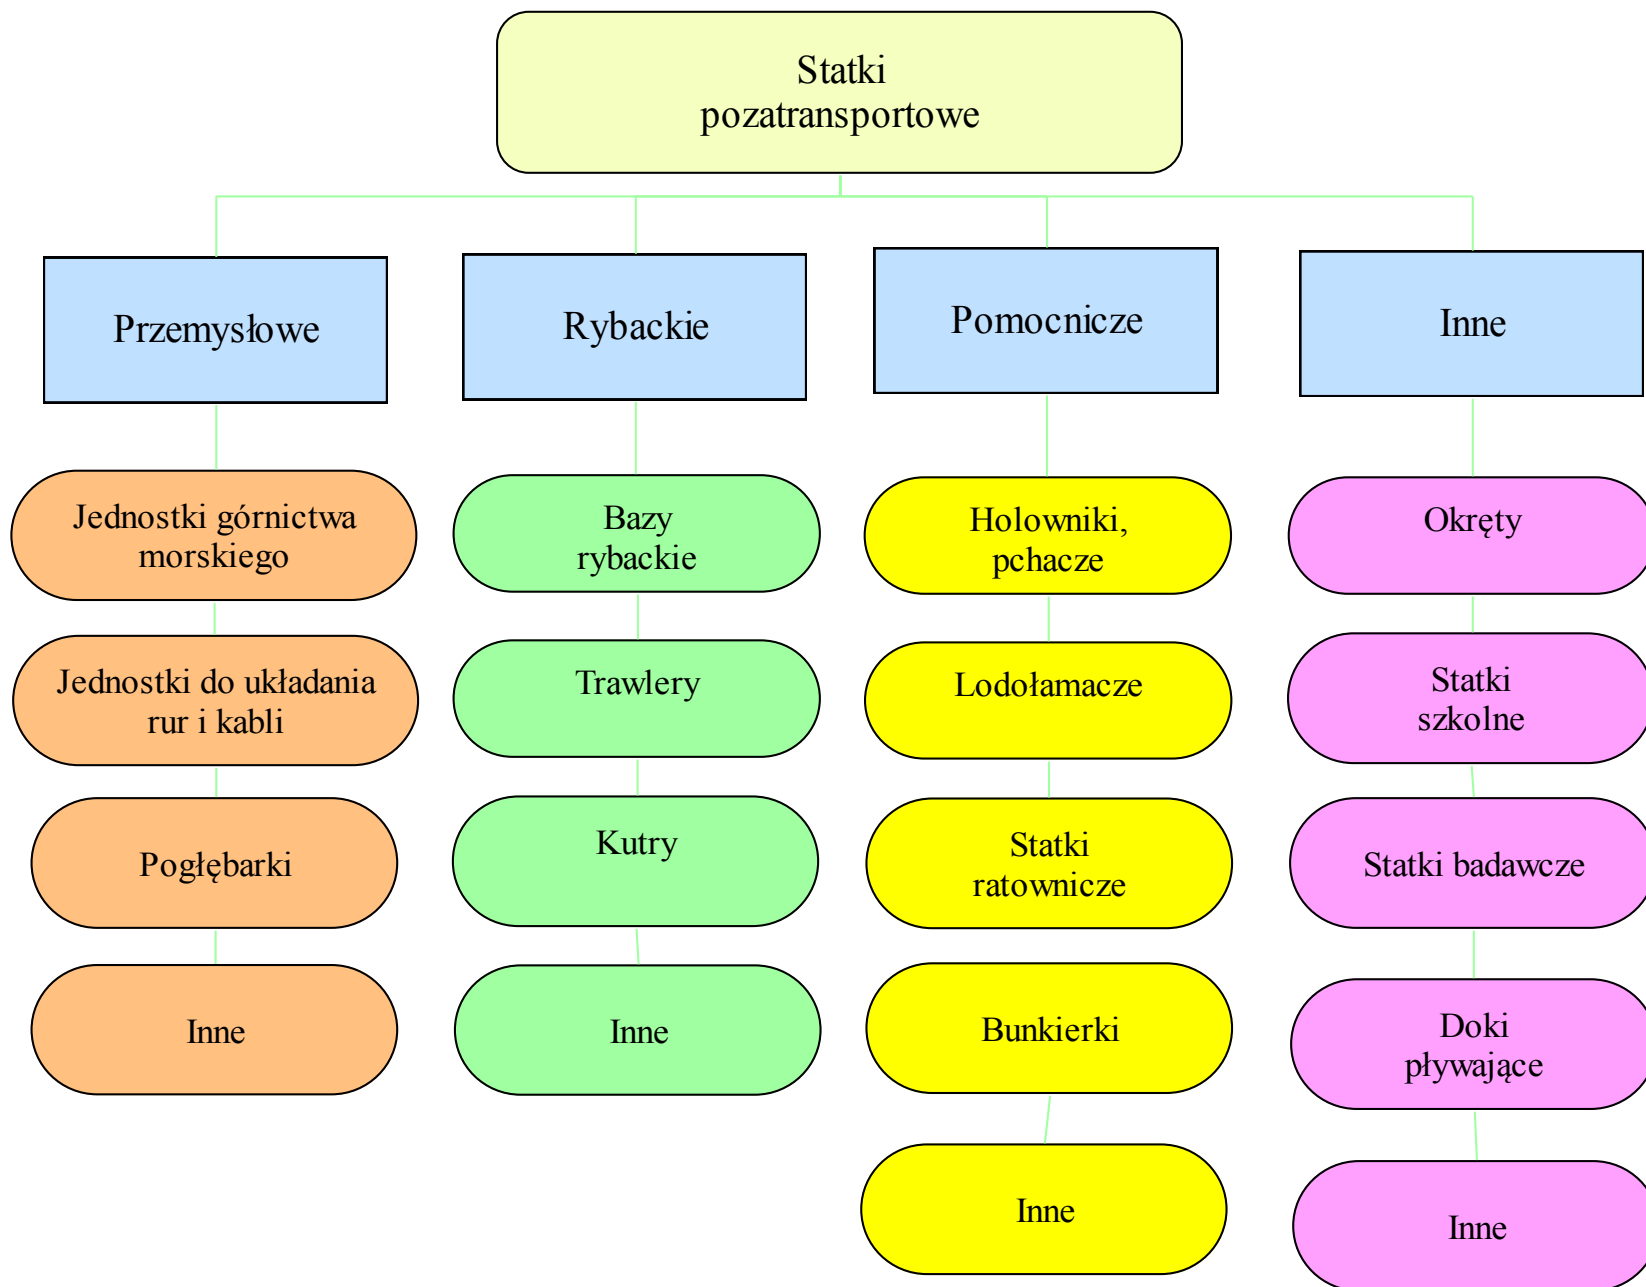 Statki
pozatransportowe
Przemysłowe
Rybackie
Pomocnicze
Inne
Jednostki górnictwa
morskiego
Jednostki do układania
rur i kabli
Pogłębarki
Inne
Bazy
rybackie
Trawlery
Kutry
Inne
Holowniki,
pchacze
Lodołamacze
Statki
ratownicze
Bunkierki
Inne
Okręty
Statki
szkolne
Statki badawcze
Doki
pływające
Inne